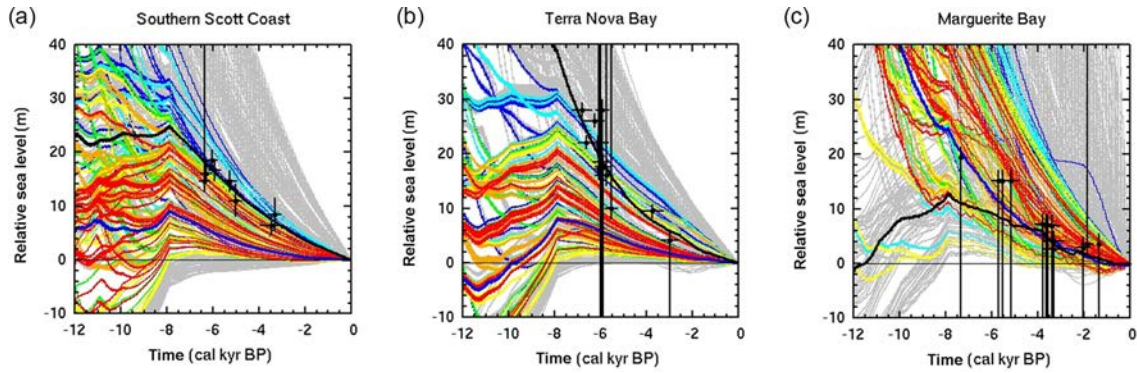 (a) Southern Scott Coast
40
30
20
10
0
-10
Relative sea level (m)
-12 -10 -8 -6 -4 -2 0
Time (cal kyr BP)
(b) Terra Nova Bay
40
30
20
10
0
-10
Relative sea level (m)
-12 -10 -8 -6 -4 -2 0
Time (cal kyr BP)
(c) Marguerite Bay
40
30
20
10
0
-10
Relative sea level (m)
-12 -10 -8 -6 -4 -2 0
Time (cal kyr BP)